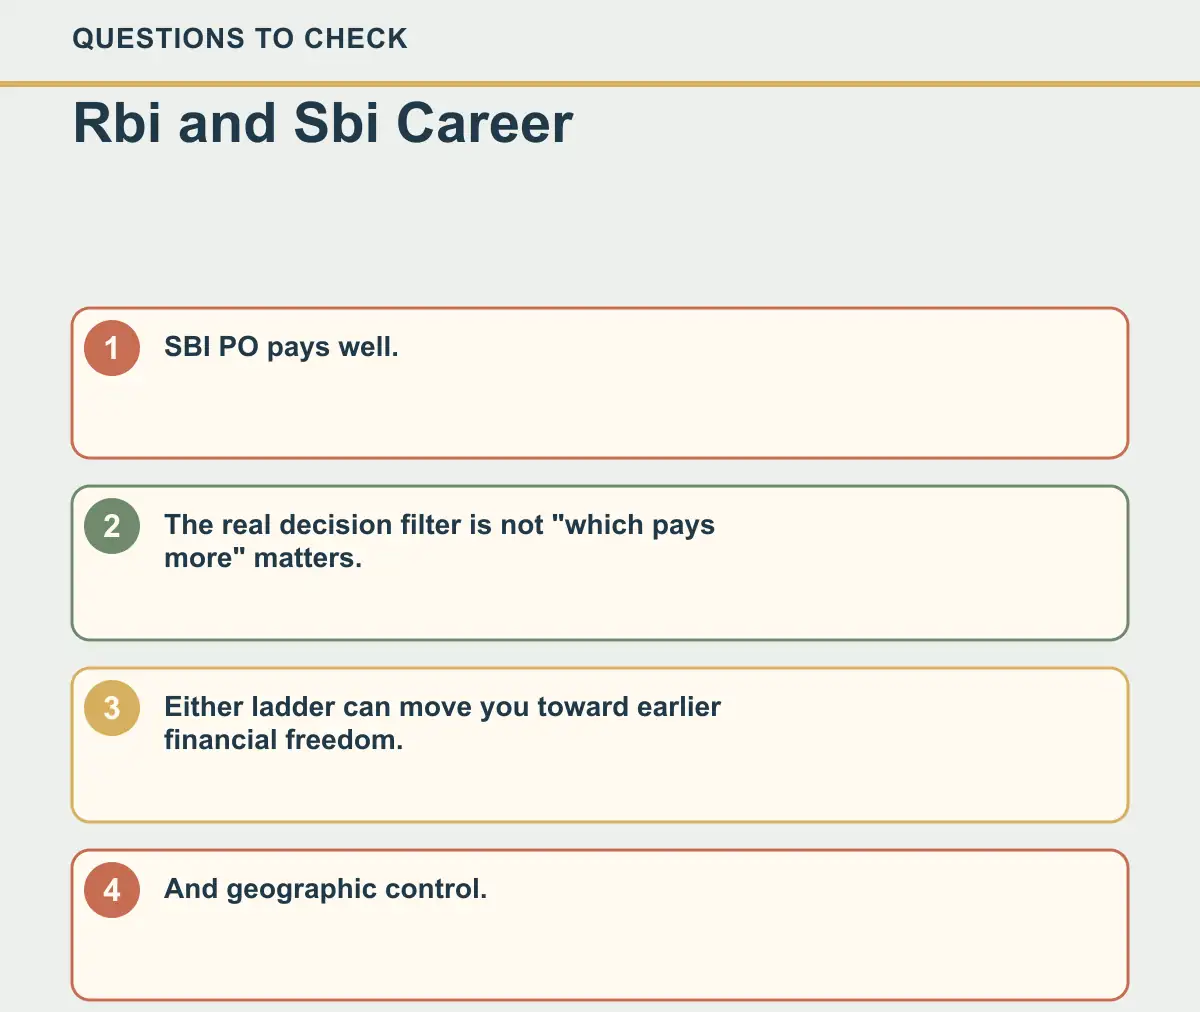 QUESTIONS TO CHECK
Rbi and Sbi Career
1
SBI PO pays well.
2
The real decision filter is not "which pays
more" matters.
3
Either ladder can move you toward earlier
financial freedom.
4
And geographic control.